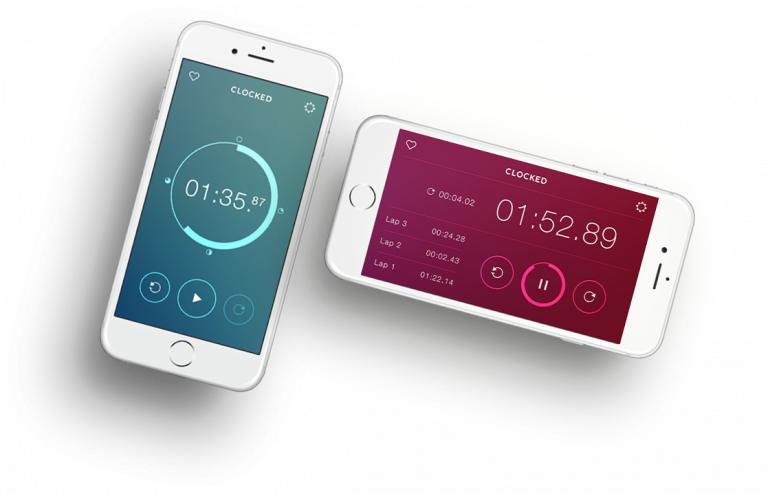 CLOCKED
01:35.87
CLOCKED
00:04.02
01:52.89
Lap 3 00:24.28
Lap 2 00:02.43
Lap 1 01:22.14